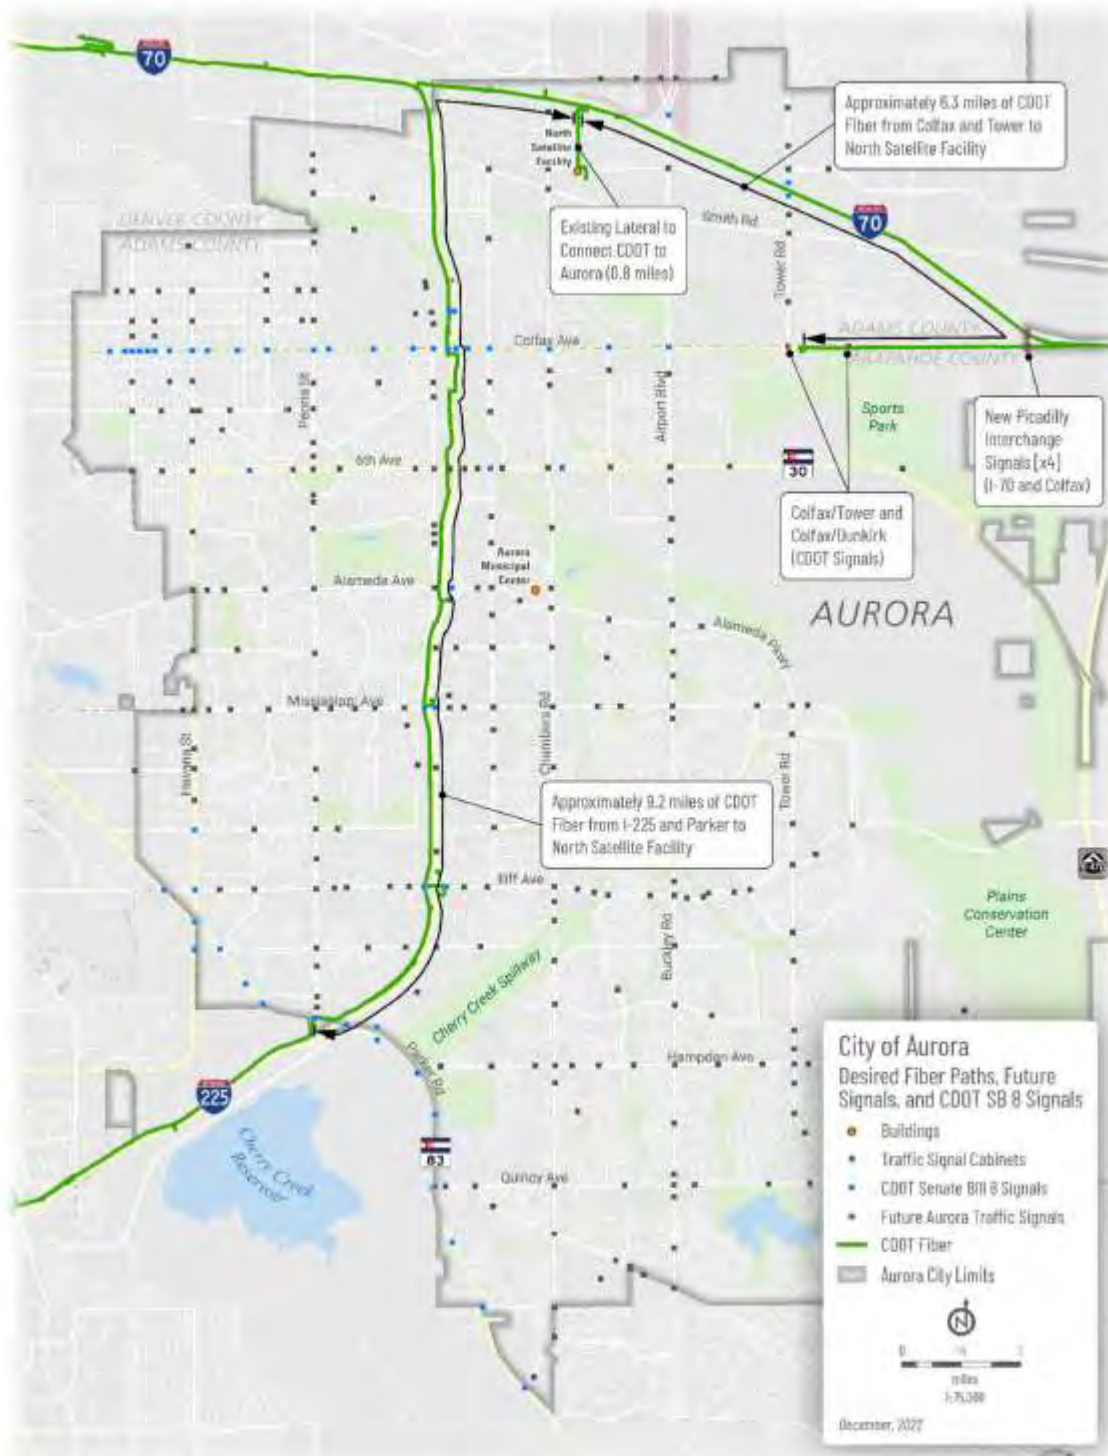 70
Approximately 6.3 miles of CDOT
Fiber from Colfax and Tower to
North Satellite Facility
North
Satellite
Facility
DENVER COUNTY
ADAMS COUNTY
Existing Lateral to
Connect CDOT to
Aurora (0.8 miles)
Smith Rd
70
Tower Rd
Colfax Ave
ADAMS COUNTY
ARAPAHOE COUNTY
Peoria St
Airport Blvd
Sports
Park
New Picadilly
Interchange
Signals [x4]
(I-70 and Colfax)
6th Ave
30
Colfax/Tower and
Colfax/Dunkirk
(CDOT Signals)
Aurora
Municipal
Center
Alameda Ave
AURORA
Alameda Pkwy
Mississippi Ave
Chambers Rd
Havana St
Tower Rd
Approximately 9.2 miles of CDOT
Fiber from I-225 and Parker to
North Satellite Facility
Iliff Ave
Plains
Conservation
Center
Buckley Rd
Cherry Creek Spillway
Parker Rd
Hampden Ave
225
Cherry Creek
Reservoir
83
Quincy Ave
City of Aurora
Desired Fiber Paths, Future
Signals, and CDOT SB 8 Signals
Buildings
Traffic Signal Cabinets
CDOT Senate Bill 8 Signals
Future Aurora Traffic Signals
CDOT Fiber
Aurora City Limits
N
0
miles
December, 2022